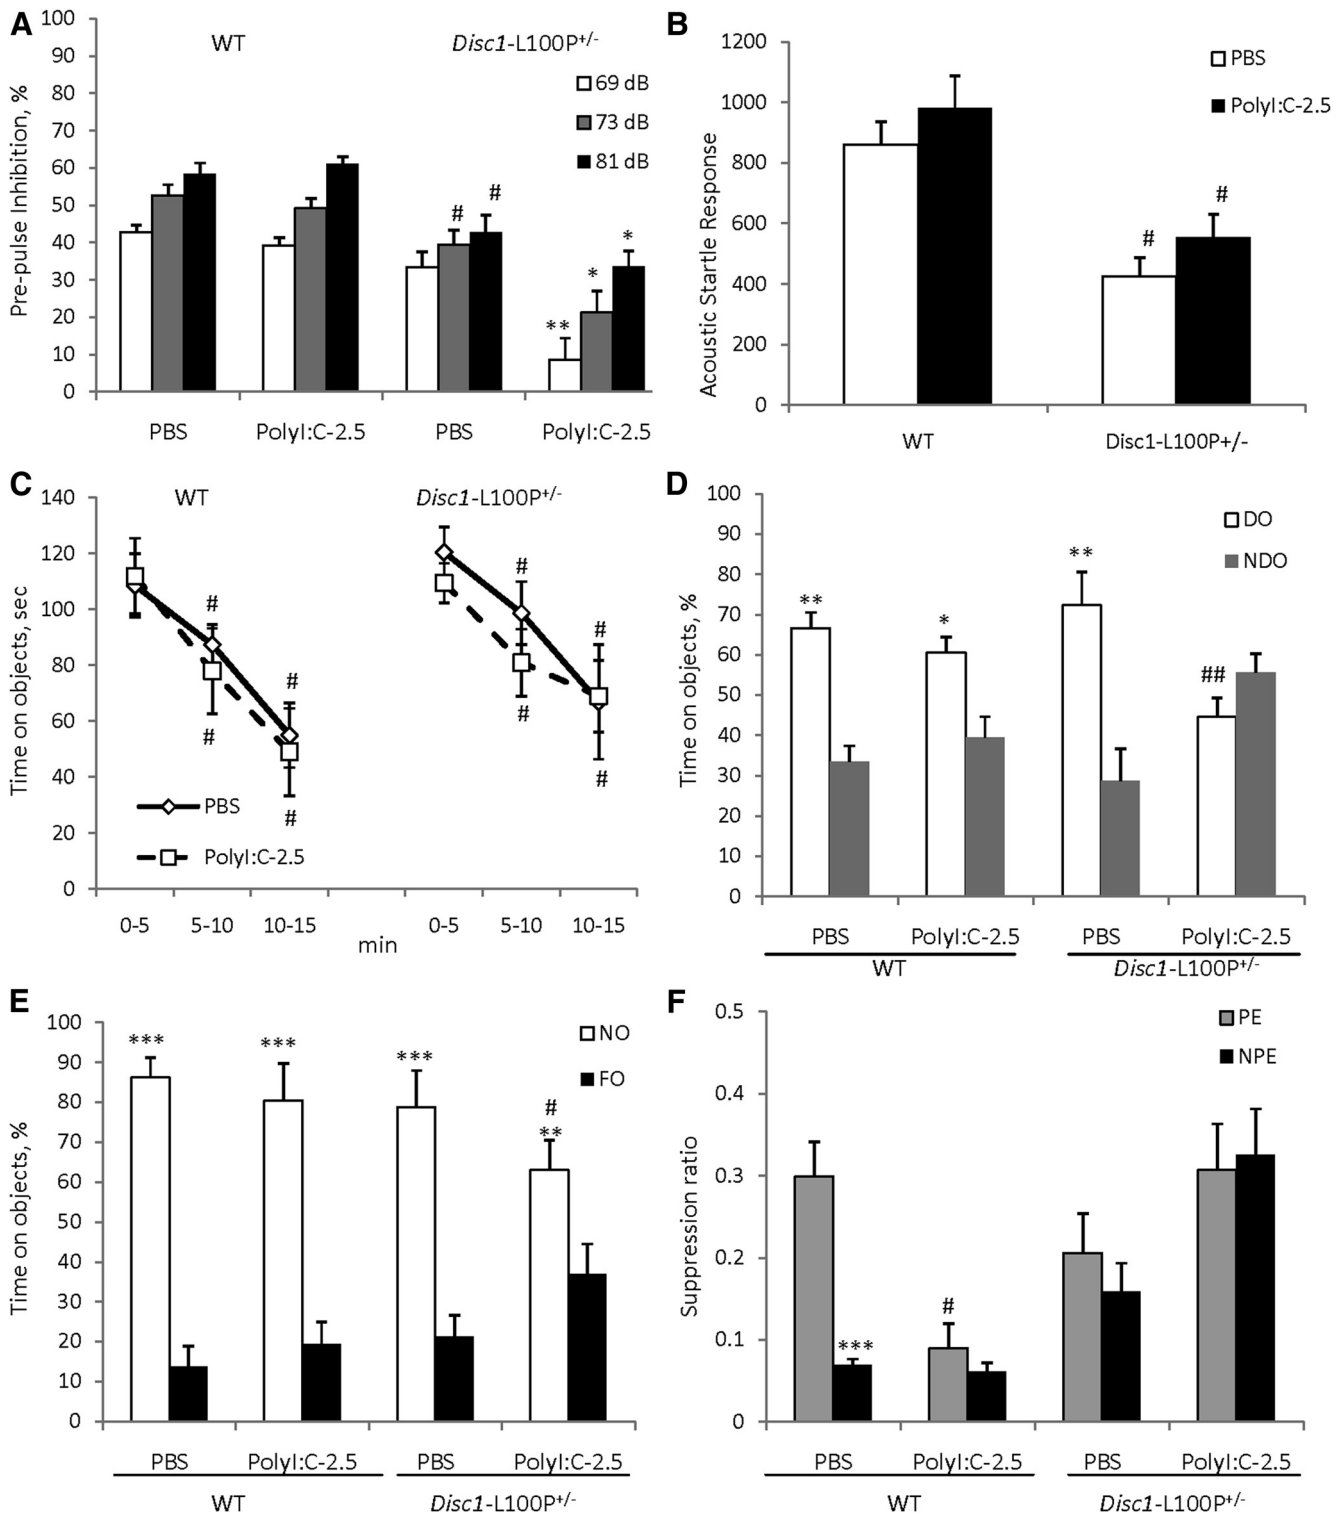 A
Pre-pulse Inhibition, %
100
90
80
70
60
50
40
30
20
10
0
WT
Disc1-L100P+/-
69 dB
73 dB
81 dB
# #
** * *
PBS PolyI:C-2.5 PBS PolyI:C-2.5
B
Acoustic Startle Response
1200
1000
800
600
400
200
0
PBS
PolyI:C-2.5
# #
WT Disc1-L100P+/-
C
Time on objects, sec
140
120
100
80
60
40
20
0
WT
Disc1-L100P+/-
# #
# #
# #
# #
PBS
PolyI:C-2.5
0-5 5-10 10-15 0-5 5-10 10-15
min
D
Time on objects, %
100
90
80
70
60
50
40
30
20
10
0
DO
NDO
** * ** ##
PBS PolyI:C-2.5 PBS PolyI:C-2.5
WT Disc1-L100P+/-
E
Time on objects, %
100
90
80
70
60
50
40
30
20
10
0
NO
FO
*** *** *** #
**
PBS PolyI:C-2.5 PBS PolyI:C-2.5
WT Disc1-L100P+/-
F
Suppression ratio
0.5
0.4
0.3
0.2
0.1
0
PE
NPE
*** #
PBS PolyI:C-2.5 PBS PolyI:C-2.5
WT Disc1-L100P+/-